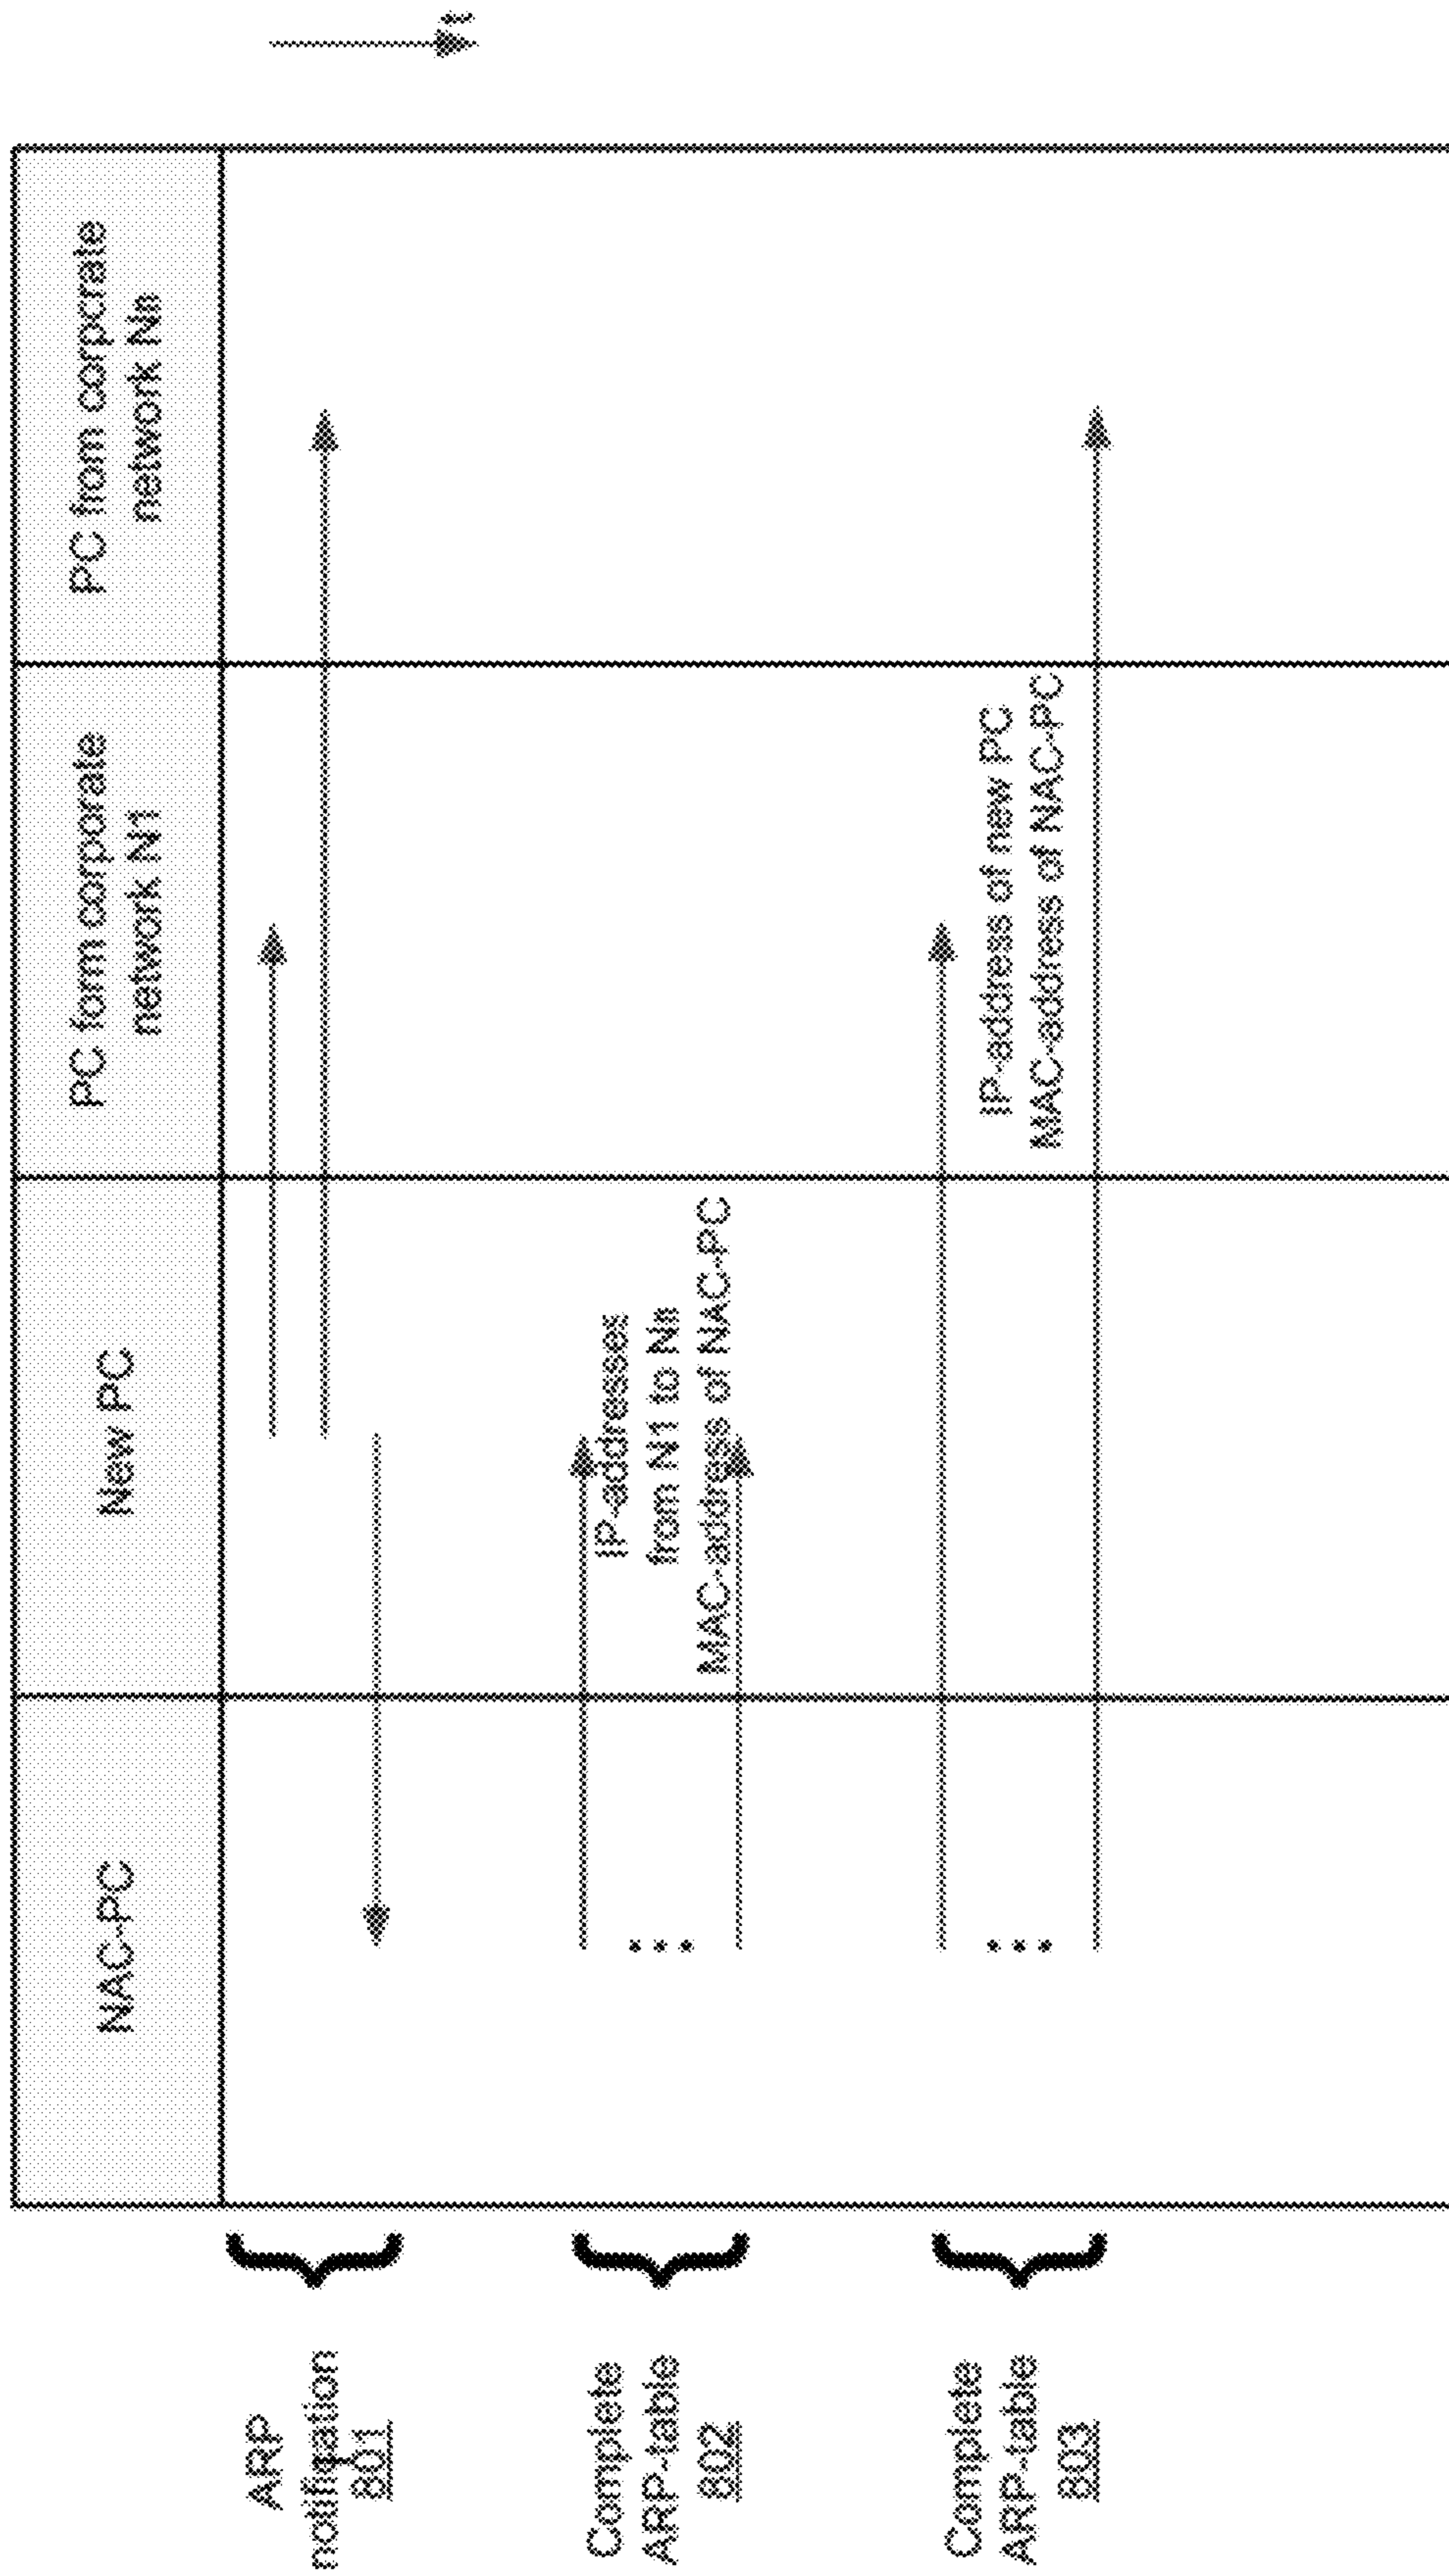 NAC-PC
New PC
PC form corporate
network N1
PC from corporate
network Nn
t
ARP
notification
801
Complete
ARP-table
802
IP-addresses
from N1 to Nn
MAC-address of NAC-PC
...
Complete
ARP-table
803
IP-address of new PC
MAC-address of NAC-PC
...